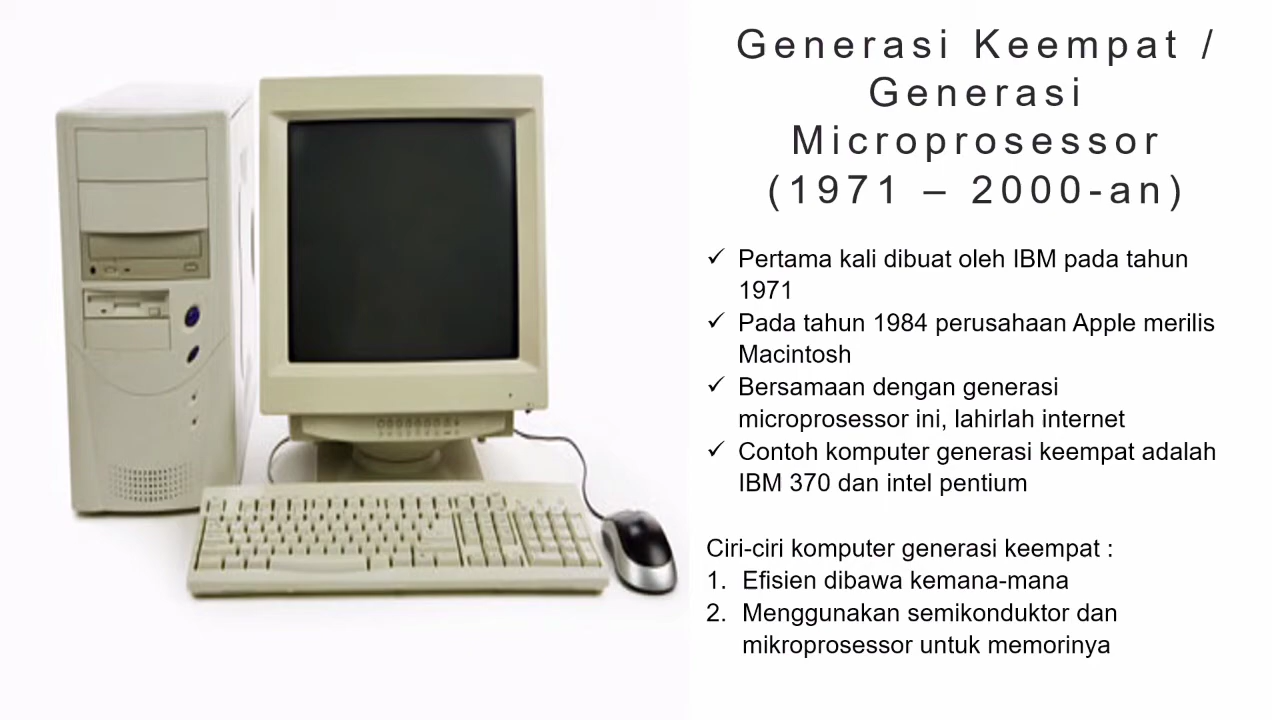 Generasi Keempat /
Generasi
Microprosessor
(1971 – 2000-an)
✓ Pertama kali dibuat oleh IBM pada tahun
1971
✓ Pada tahun 1984 perusahaan Apple merilis
Macintosh
✓ Bersamaan dengan generasi
microprosessor ini, lahirlah internet
✓ Contoh komputer generasi keempat adalah
IBM 370 dan intel pentium
Ciri-ciri komputer generasi keempat :
1. Efisien dibawa kemana-mana
2. Menggunakan semikonduktor dan
mikroprosessor untuk memorinya